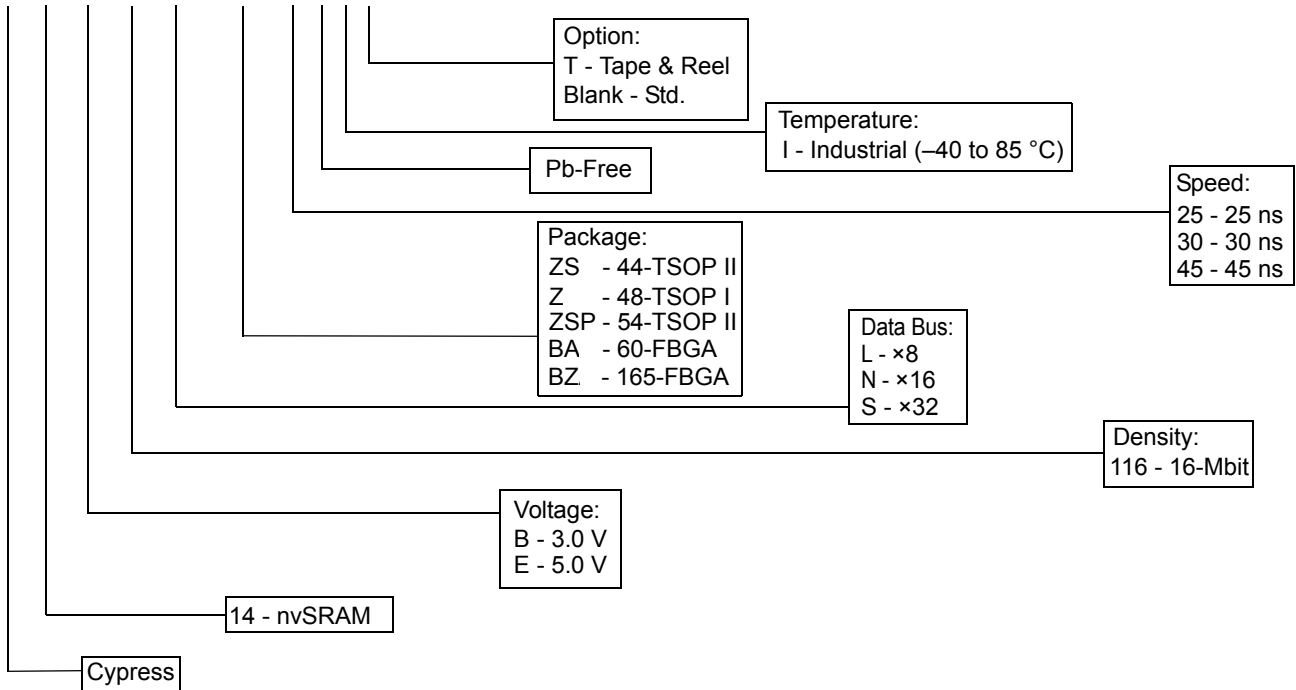 Option:
T - Tape & Reel
Blank - Std.
Temperature:
I - Industrial (–40 to 85 °C)
Pb-Free
Speed:
25 - 25 ns
30 - 30 ns
45 - 45 ns
Package:
ZS - 44-TSOP II
Z - 48-TSOP I
ZSP - 54-TSOP II
BA - 60-FBGA
BZ - 165-FBGA
Data Bus:
L - ×8
N - ×16
S - ×32
Density:
116 - 16-Mbit
Voltage:
B - 3.0 V
E - 5.0 V
14 - nvSRAM
Cypress